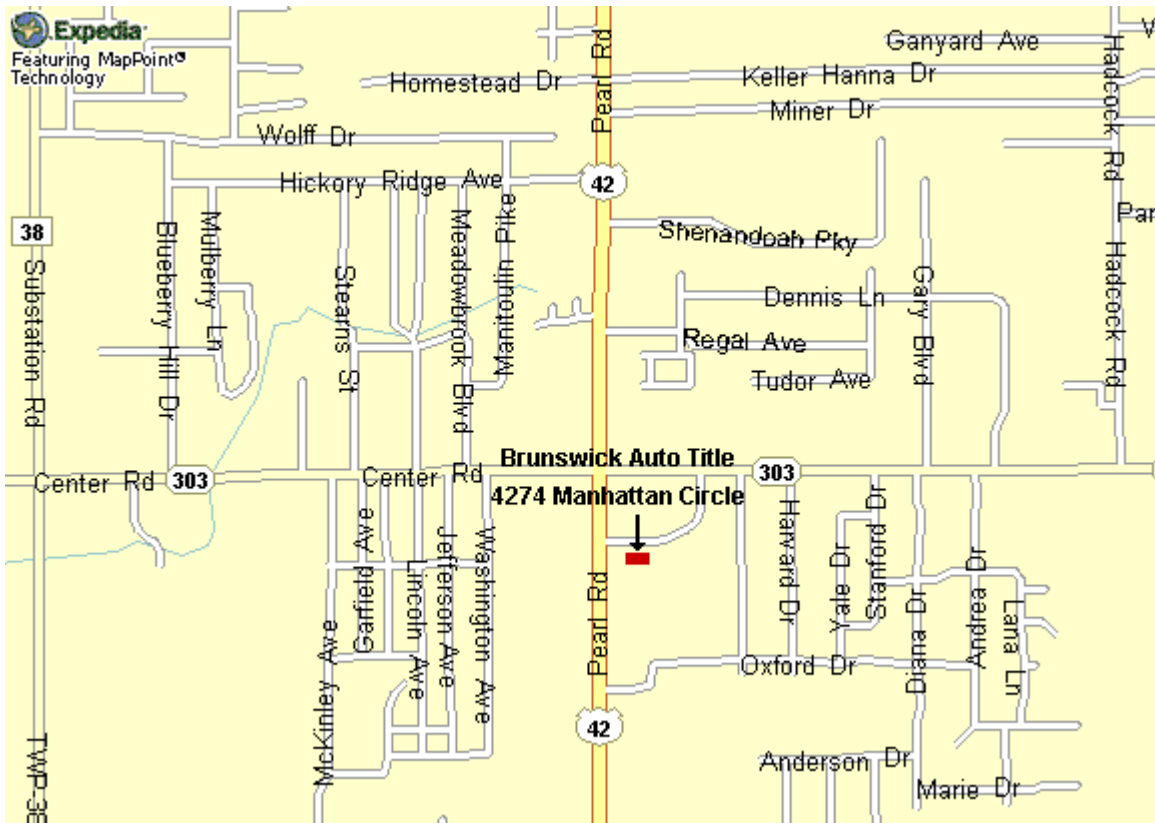 Expedia
Featuring MapPoint®
Technology
Ganyard Ave
Homestead Dr
Keller Hanna Dr
Miner Dr
Pearl Rd
Hadcock Rd
Wolff Dr
Hickory Ridge Ave
42
38
Shenandoah Pky
Par
Substation Rd
Blueberry Hill Dr
Mulberry Ln
Stearns St
Meadowbrook Blvd
Manitoulin Pike
Dennis Ln
Gary Blvd
Hadcock Rd
Regal Ave
Tudor Ave
Brunswick Auto Title
303
Center Rd
303
Center Rd
4274 Manhattan Circle
Garfield Ave
Lincoln Ave
Jefferson Ave
Washington Ave
McKinley Ave
Pearl Rd
Harvard Dr
Yale Dr
Stanford Dr
Diana Dr
Andrea Dr
Lana Ln
Oxford Dr
42
TWP-38
Anderson Dr
Marie Dr